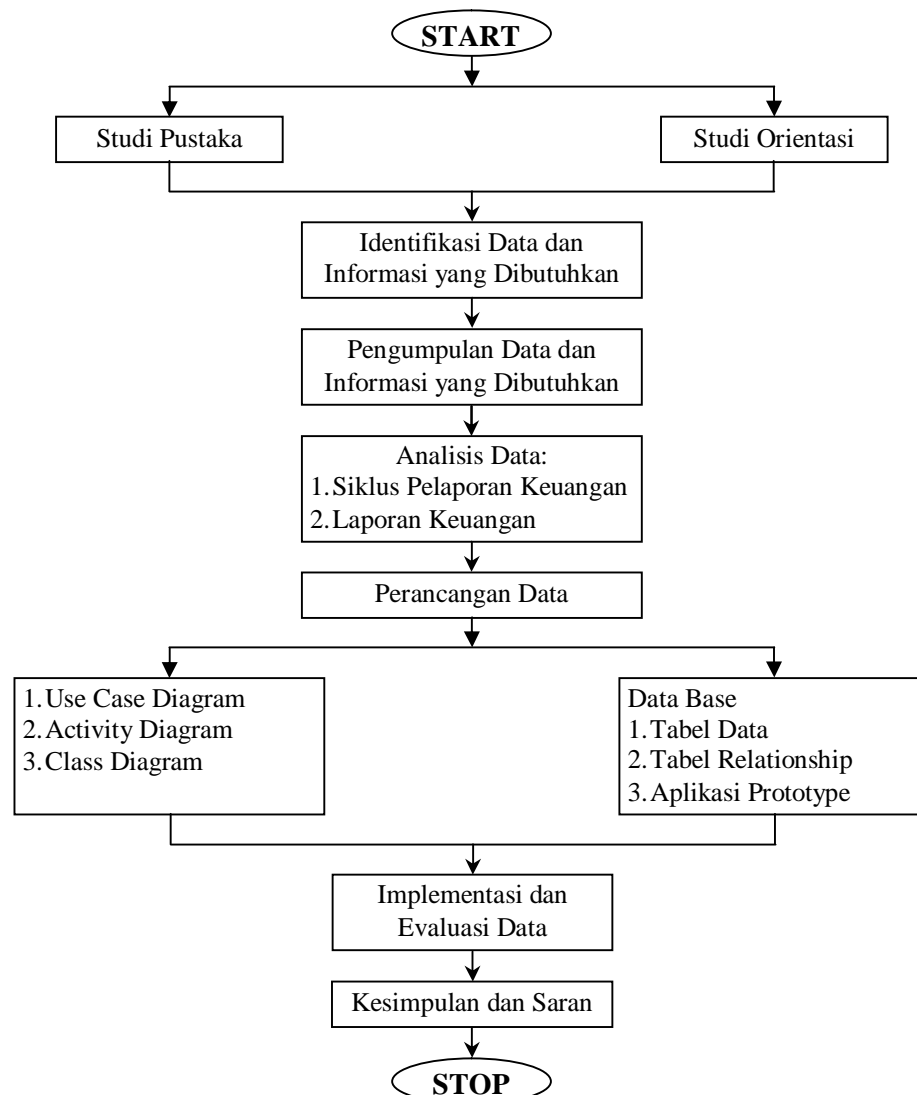 START
Studi Pustaka
Studi Orientasi
Identifikasi Data dan
Informasi yang Dibutuhkan
Pengumpulan Data dan
Informasi yang Dibutuhkan
Analisis Data:
1.Siklus Pelaporan Keuangan
2.Laporan Keuangan
Perancangan Data
1.Use Case Diagram
2.Activity Diagram
3.Class Diagram
Data Base
1.Tabel Data
2.Tabel Relationship
3.Aplikasi Prototype
Implementasi dan
Evaluasi Data
Kesimpulan dan Saran
STOP